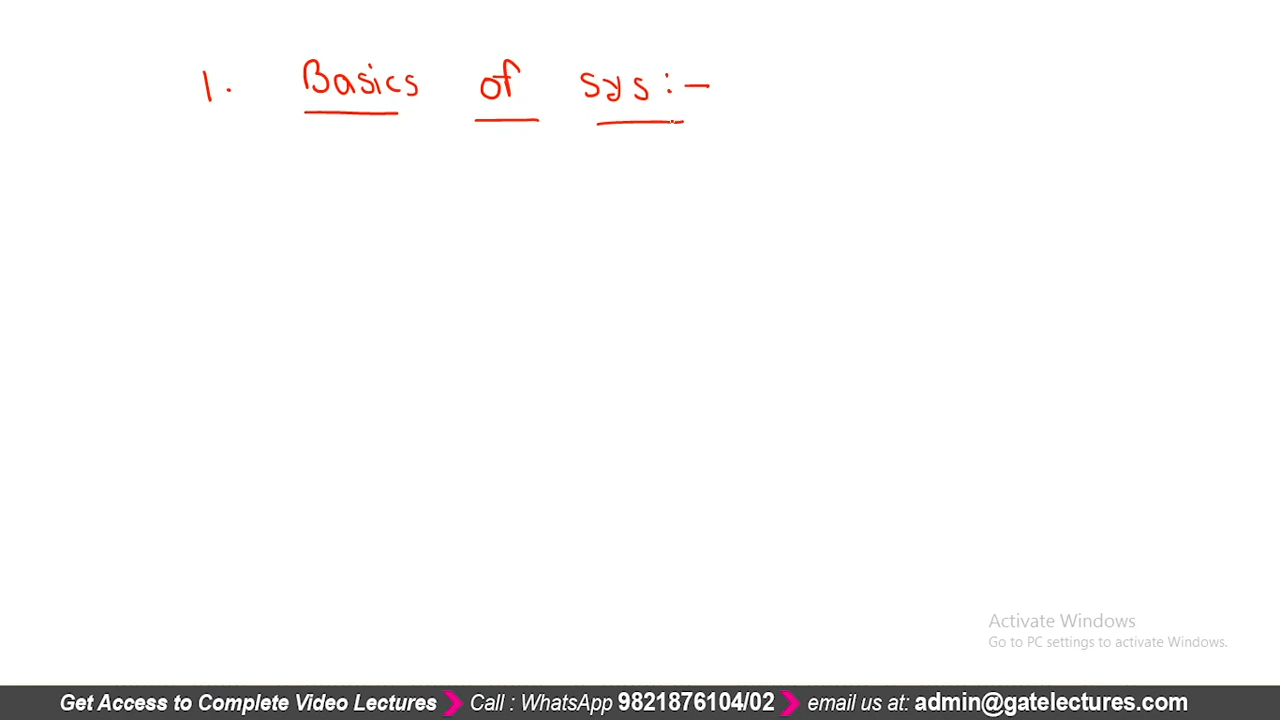 1. Basics of sys:-
Activate Windows
Go to PC settings to activate Windows.
Get Access to Complete Video Lectures Call : WhatsApp 9821876104/02 email us at: admin@gatelectures.com